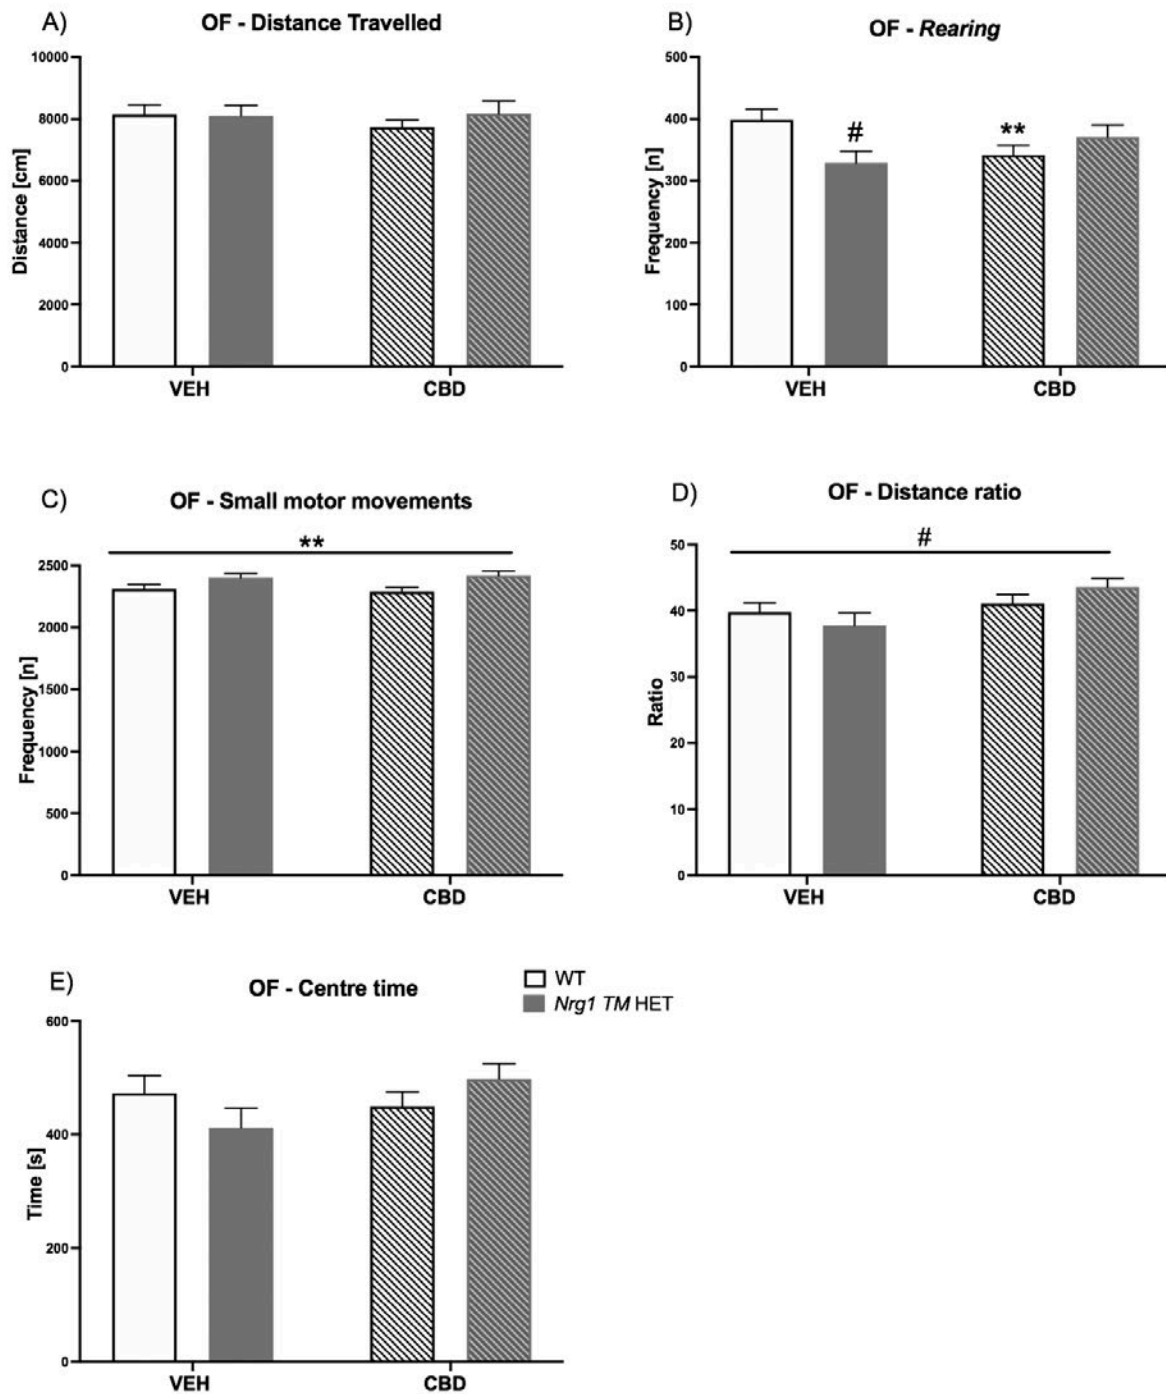 A)
OF - Distance Travelled
10000
8000
6000
4000
2000
0
Distance [cm]
VEH CBD
B)
OF - Rearing
500
400
300
200
100
0
Frequency [n]
#
**
VEH CBD
C)
OF - Small motor movements
**
2500
2000
1500
1000
500
0
Frequency [n]
VEH CBD
D)
OF - Distance ratio
#
50
40
30
20
10
0
Ratio
VEH CBD
E)
OF - Centre time
600
400
200
0
Time [s]
VEH CBD
WT
Nrg1 TM HET